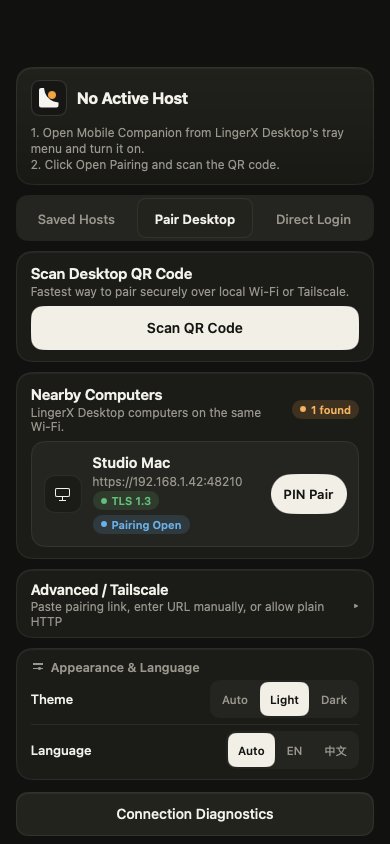 No Active Host
1. Open Mobile Companion from LingerX Desktop's tray
menu and turn it on.
2. Click Open Pairing and scan the QR code.
Saved Hosts
Pair Desktop
Direct Login
Scan Desktop QR Code
Fastest way to pair securely over local Wi-Fi or Tailscale.
Scan QR Code
Nearby Computers
LingerX Desktop computers on the same
Wi-Fi.
1 found
Studio Mac
https://192.168.1.42:48210
TLS 1.3
Pairing Open
PIN Pair
Advanced / Tailscale
Paste pairing link, enter URL manually, or allow plain
HTTP
Appearance & Language
Theme
Auto
Light
Dark
Language
Auto
EN
中文
Connection Diagnostics